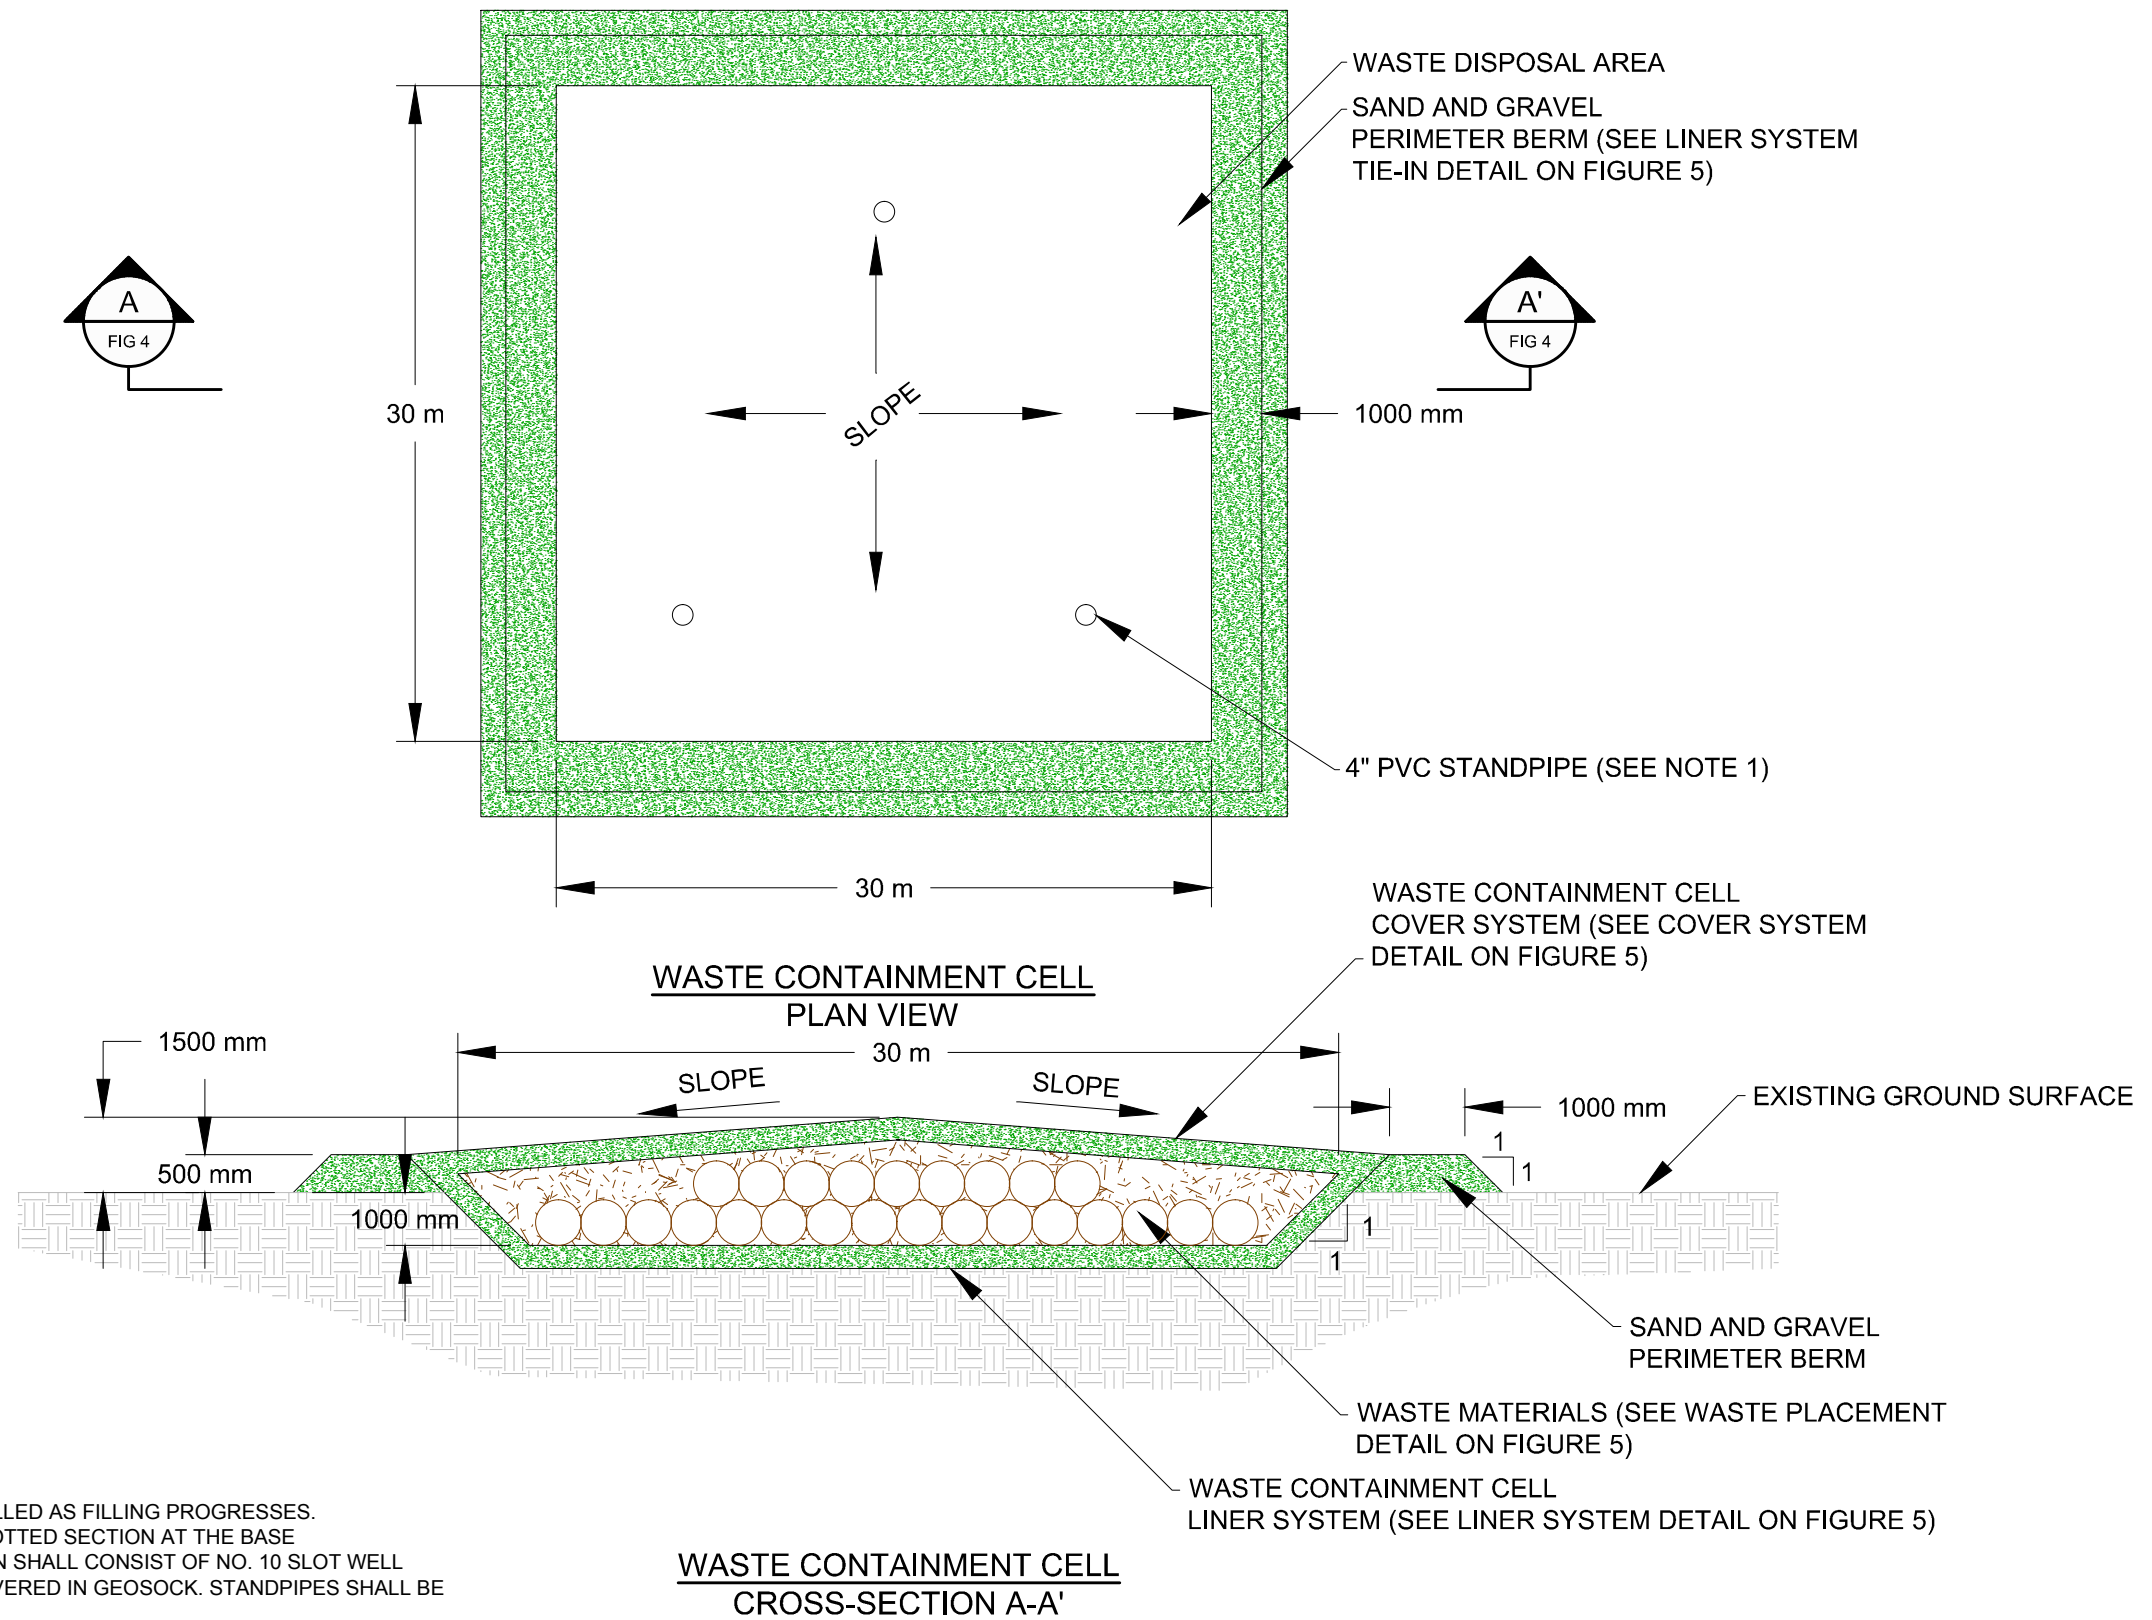 WASTE DISPOSAL AREA
SAND AND GRAVEL
PERIMETER BERM (SEE LINER SYSTEM
TIE-IN DETAIL ON FIGURE 5)
A
FIG 4
A'
FIG 4
30 m
SLOPE
1000 mm
4" PVC STANDPIPE (SEE NOTE 1)
30 m
WASTE CONTAINMENT CELL
PLAN VIEW
WASTE CONTAINMENT CELL
COVER SYSTEM (SEE COVER SYSTEM
DETAIL ON FIGURE 5)
1500 mm
30 m
SLOPE
SLOPE
1000 mm
EXISTING GROUND SURFACE
500 mm
1
1
1000 mm
1
1
SAND AND GRAVEL
PERIMETER BERM
WASTE MATERIALS (SEE WASTE PLACEMENT
DETAIL ON FIGURE 5)
WASTE CONTAINMENT CELL
LINER SYSTEM (SEE LINER SYSTEM DETAIL ON FIGURE 5)
LLED AS FILLING PROGRESSES.
OTTED SECTION AT THE BASE
N SHALL CONSIST OF NO. 10 SLOT WELL
VERED IN GEOSOCK. STANDPIPES SHALL BE
WASTE CONTAINMENT CELL
CROSS-SECTION A-A'